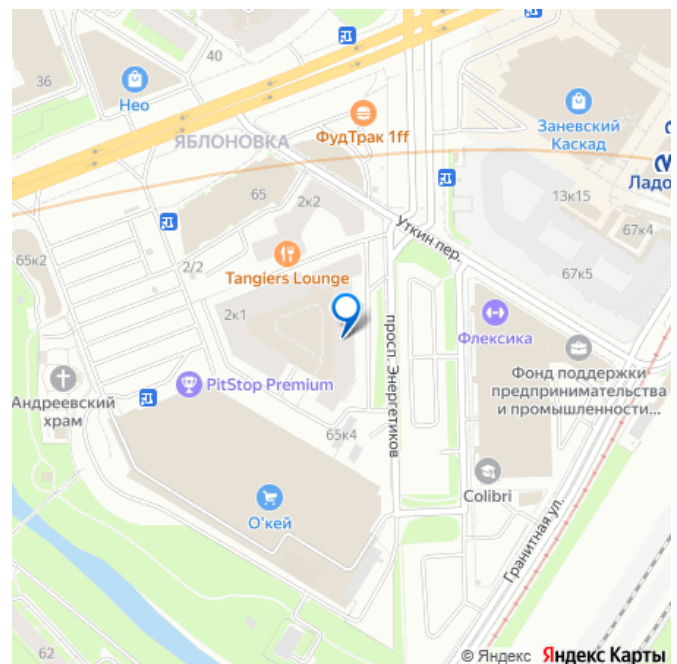 40
36
Нео
ЯБЛОНОВКА
ФудТрак 1ff
Заневский
Каскад
Ладо
65
2к2
13к15
67к4
Уткин пер.
65к2
2/2
Tangiers Lounge
67к5
2к1
просп. Энергетиков
Флексика
Андреевский
храм
PitStop Premium
Фонд поддержки
предпринимательства
и промышленности...
65к4
Colibri
О'кей
Гранитная ул.
62
© Яндекс Яндекс Карты